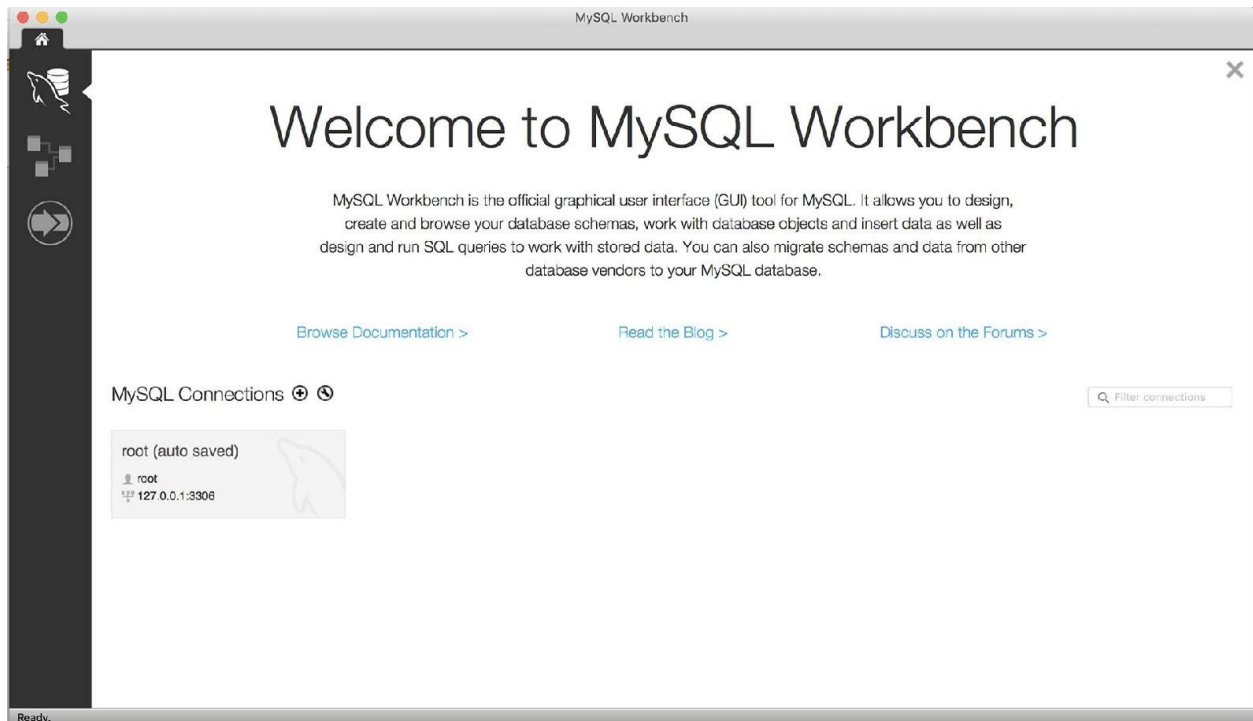 MySQL Workbench
Welcome to MySQL Workbench
MySQL Workbench is the official graphical user interface (GUI) tool for MySQL. It allows you to design,
create and browse your database schemas, work with database objects and insert data as well as
design and run SQL queries to work with stored data. You can also migrate schemas and data from other
database vendors to your MySQL database.
Browse Documentation > Read the Blog > Discuss on the Forums >
MySQL Connections Filter connections
root (auto saved)
root
127.0.0.1:3306
Ready.